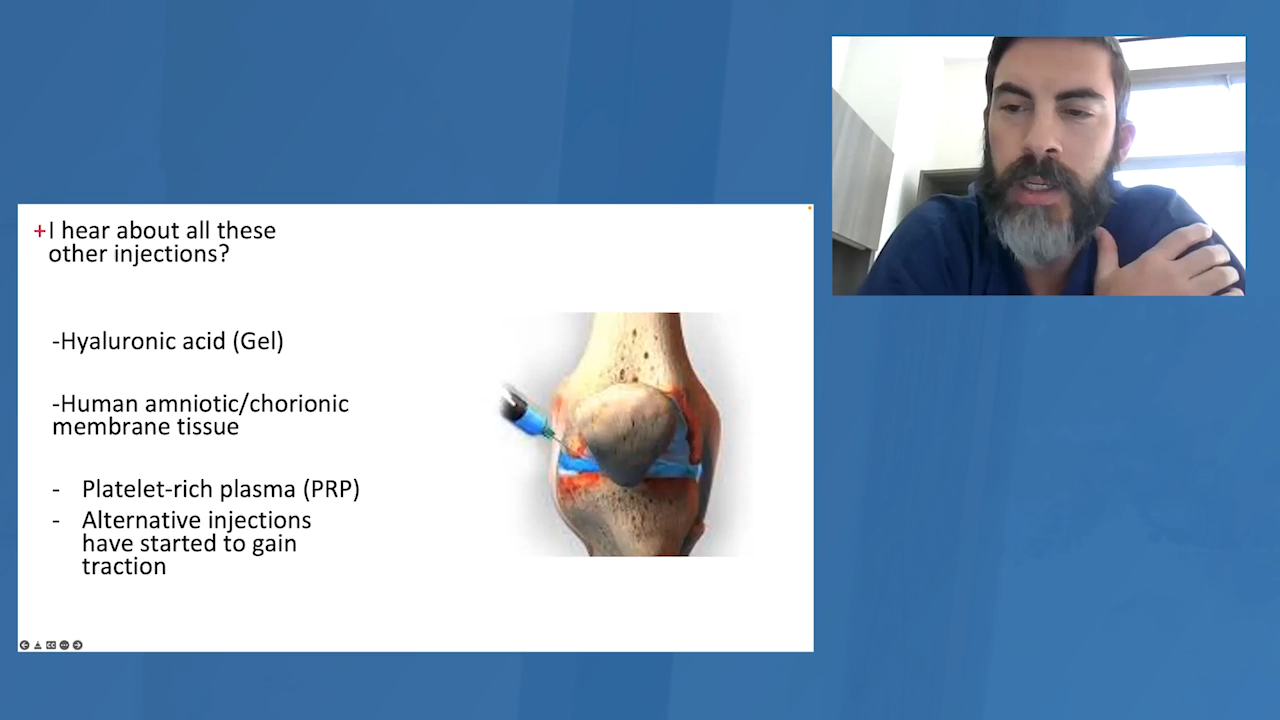 +I hear about all these
other injections?
-Hyaluronic acid (Gel)
-Human amniotic/chorionic
membrane tissue
- Platelet-rich plasma (PRP)
- Alternative injections
have started to gain
traction